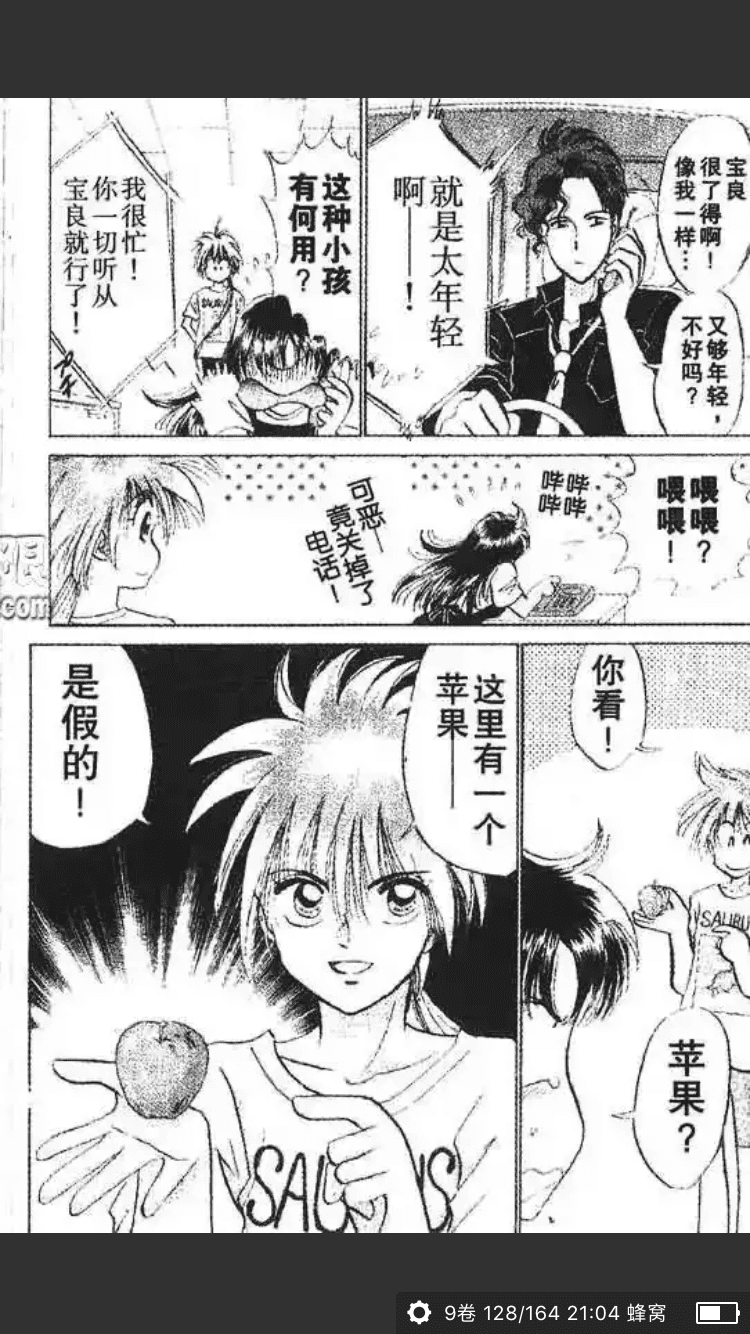 宝良
很了得啊！
像我一样…
又够年轻，
不好吗？
就是太年轻
啊——！
这种小孩
有何用？
我很忙！
你一切听从
宝良就行了！
SAURUS
喂喂？
喂喂！
哔哔
哔哔
可恶—
竟关掉了
电话！
.com
你看！
SAURU
苹果？
这里有一个
苹果——
是假的！
SAURUS
9卷 128/164 21:04 蜂窝